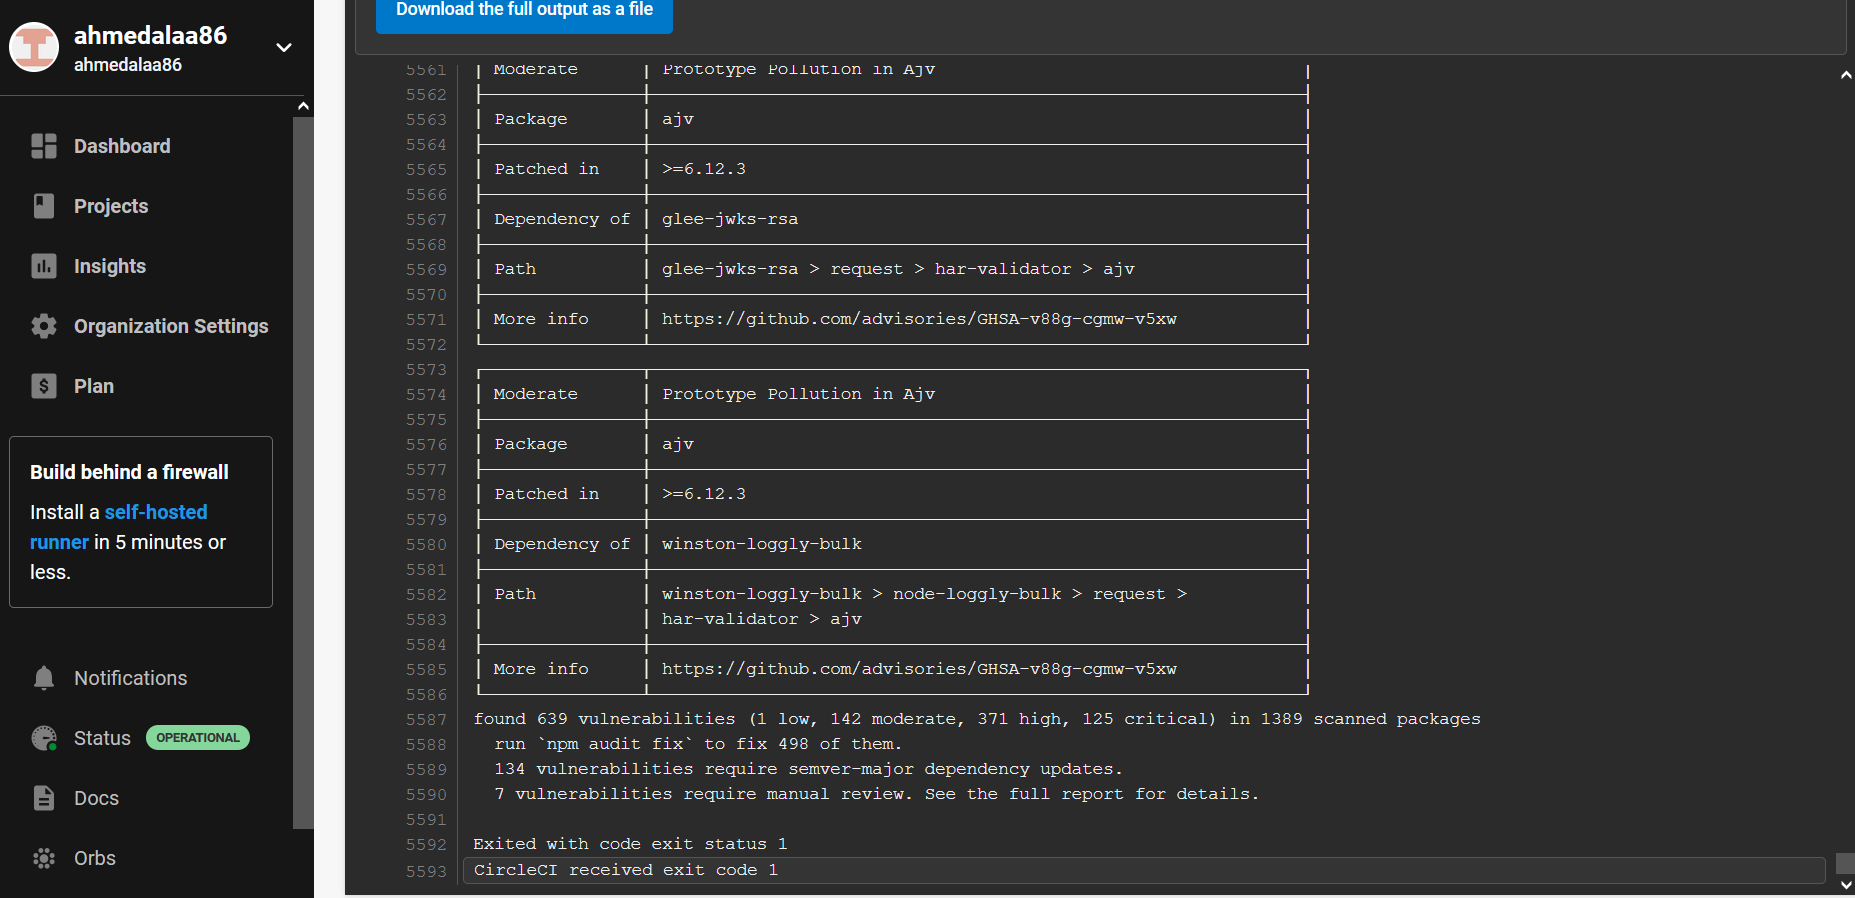 ahmedalaa86
ahmedalaa86
Dashboard
Projects
Insights
Organization Settings
Plan
Build behind a firewall
Install a self-hosted
runner in 5 minutes or
less.
Notifications
Status OPERATIONAL
Docs
Orbs
Download the full output as a file
5561 | Moderate | Prototype Pollution in Ajv |
5562
5563 | Package | ajv |
5564
5565 | Patched in | >=6.12.3 |
5566
5567 | Dependency of | glee-jwks-rsa |
5568
5569 | Path | glee-jwks-rsa > request > har-validator > ajv |
5570
5571 | More info | https://github.com/advisories/GHSA-v88g-cgmw-v5xw |
5572
5573
5574 | Moderate | Prototype Pollution in Ajv |
5575
5576 | Package | ajv |
5577
5578 | Patched in | >=6.12.3 |
5579
5580 | Dependency of | winston-loggly-bulk |
5581
5582 | Path | winston-loggly-bulk > node-loggly-bulk > request > |
5583 | | har-validator > ajv |
5584
5585 | More info | https://github.com/advisories/GHSA-v88g-cgmw-v5xw |
5586
5587 found 639 vulnerabilities (1 low, 142 moderate, 371 high, 125 critical) in 1389 scanned packages
5588 run `npm audit fix` to fix 498 of them.
5589 134 vulnerabilities require semver-major dependency updates.
5590 7 vulnerabilities require manual review. See the full report for details.
5591
5592 Exited with code exit status 1
5593 CircleCI received exit code 1